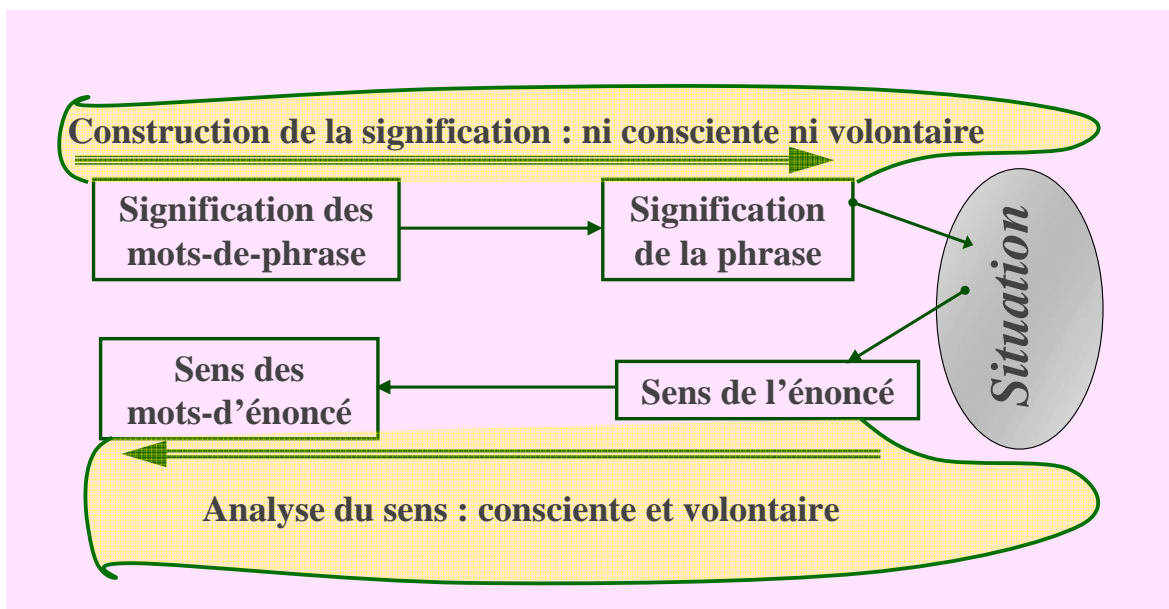 Construction de la signification : ni consciente ni volontaire
Signification des
mots-de-phrase
Signification
de la phrase
Situation
Sens des
mots-d’énoncé
Sens de l’énoncé
Analyse du sens : consciente et volontaire